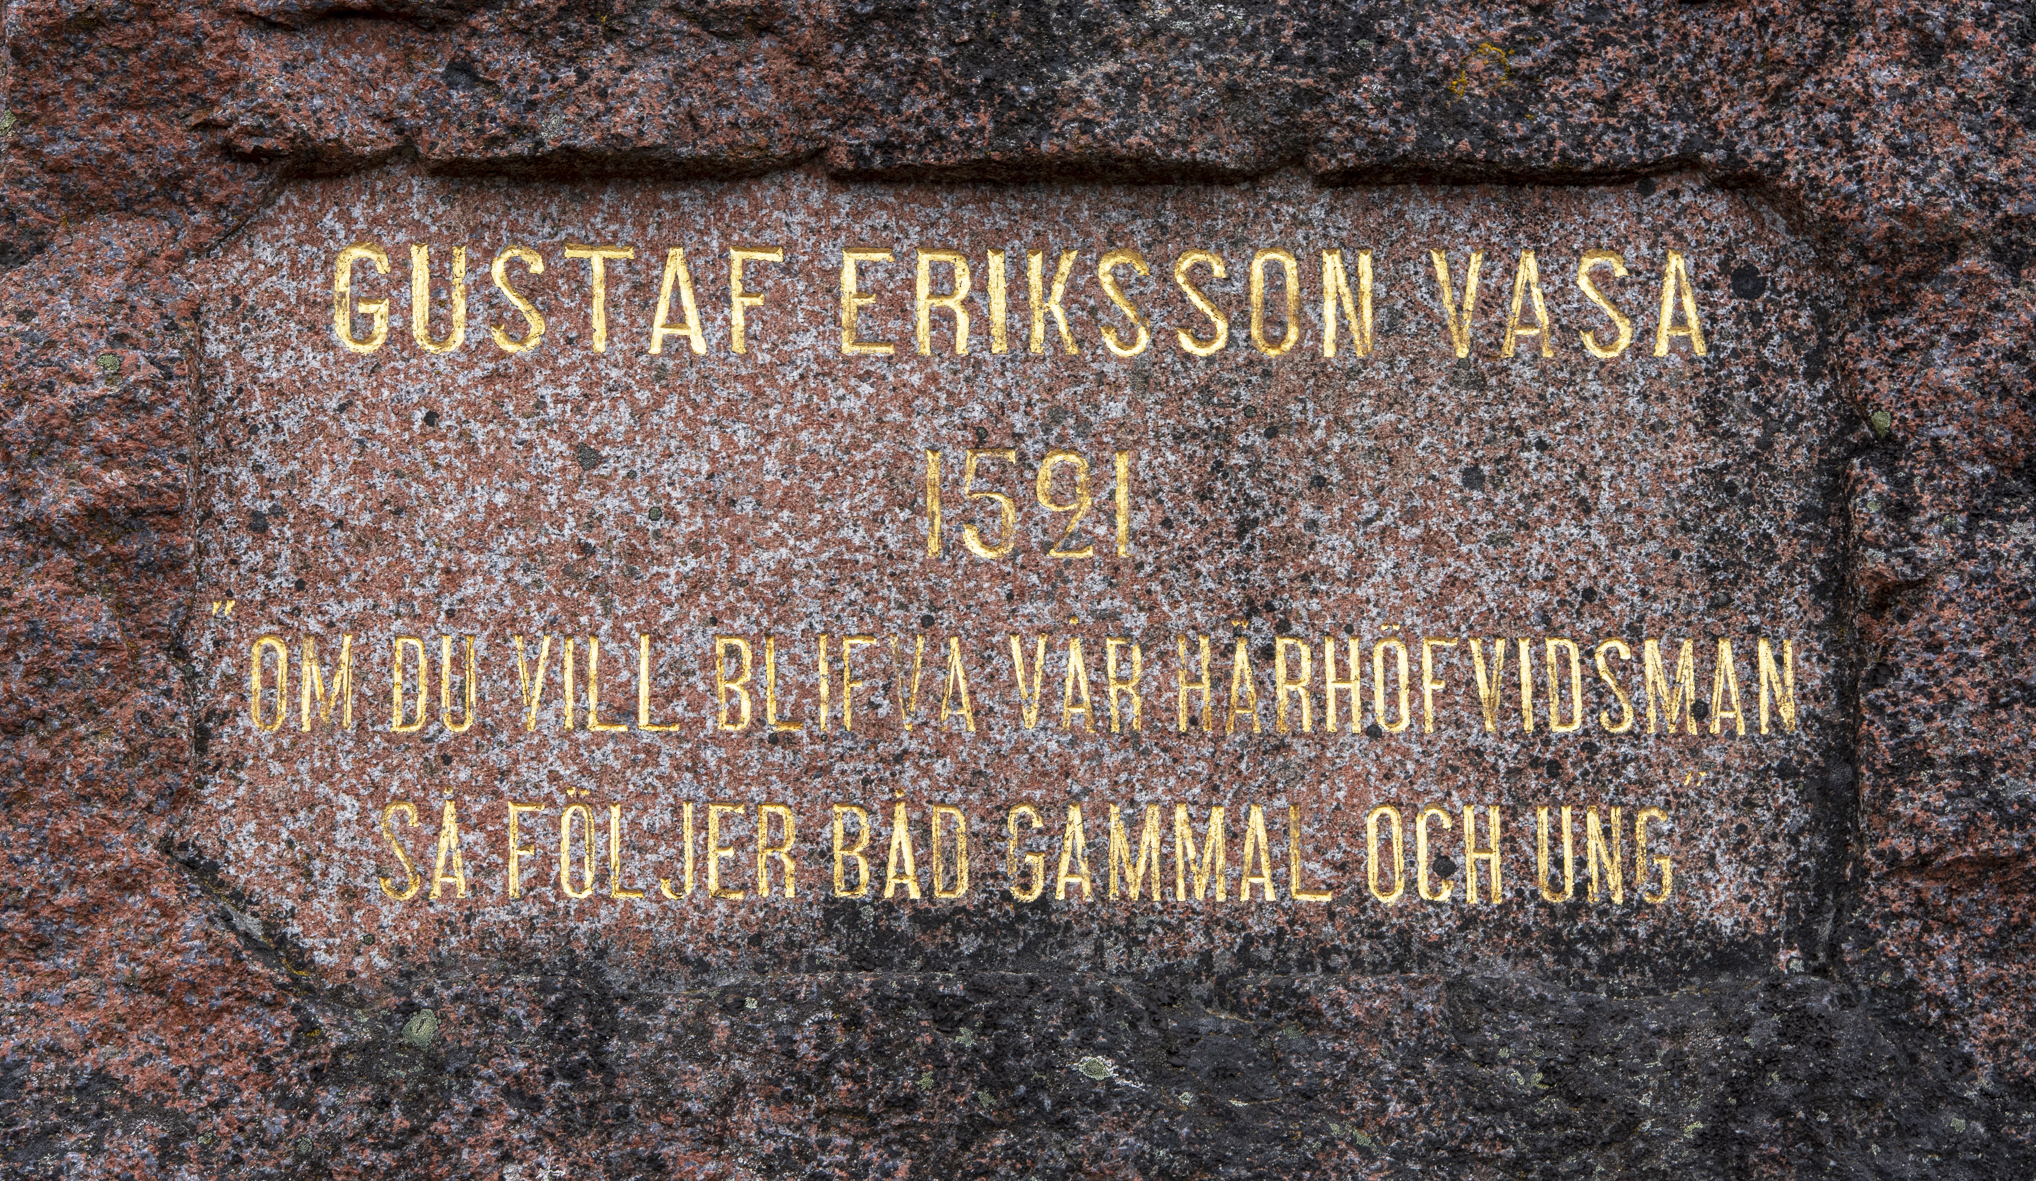 GUSTAF ERIKSSON VASA
1521
"OM DU VILL BLIFVA VÅR HÄRHÖFVIDSMAN
SÅ FÖLJER BÅD GAMMAL OCH UNG"